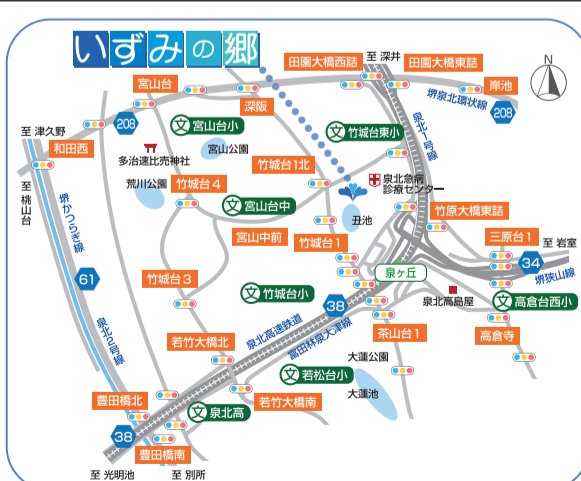 いずみの郷
至 深井
田園大橋西詰
田園大橋東詰
N
岸池
堺泉北環状線
208
宮山台
深阪
泉北1号線
208
至 津久野
和田西
文 宮山台小
文 竹城台東小
多治速比売神社
宮山公園
竹城台1北
泉北急病
診療センター
至 桃山台
荒川公園
竹城台4
文 宮山台中
丑池
竹原大橋東詰
堺かつらぎ線
宮山中前
竹城台1
三原台1
至 岩室
34
堺狭山線
泉ヶ丘
61
竹城台3
文 竹城台小
38
泉北高島屋
文 高倉台西小
泉北2号線
泉北高速鉄道
富田林泉大津線
茶山台1
高倉寺
若竹大橋北
大蓮公園
文 若松台小
大蓮池
豊田橋北
若竹大橋南
文 泉北高
38
豊田橋南
至 光明池
至 別所